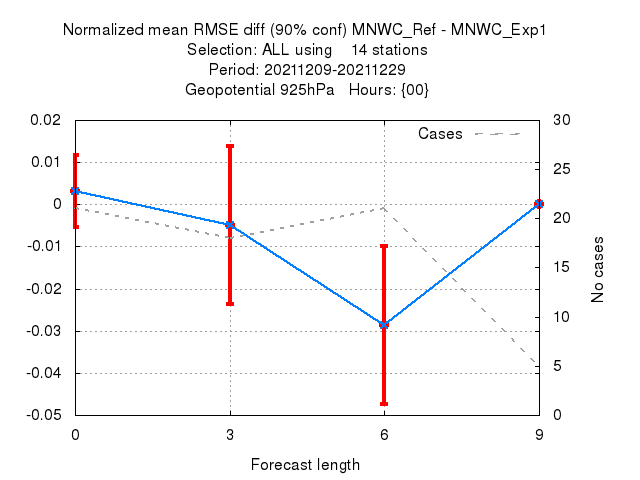 Normalized mean RMSE diff (90% conf) MNWC_Ref - MNWC_Exp1
Selection: ALL using    14 stations
Period: 20211209-20211229
Geopotential 925hPa   Hours: {00}
Cases
0.02
0.01
0
-0.01
-0.02
-0.03
-0.04
-0.05
30
25
20
15
10
5
0
No cases
0 3 6 9
Forecast length